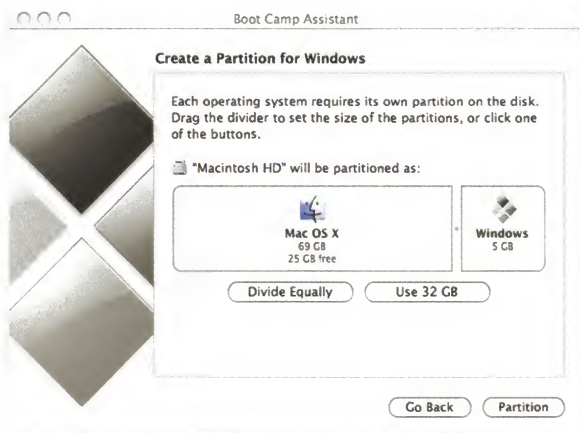 Boot Camp Assistant
Create a Partition for Windows
Each operating system requires its own partition on the disk.
Drag the divider to set the size of the partitions, or click one
of the buttons.
"Macintosh HD" will be partitioned as:
Mac OS X
69 GB
25 GB free
Windows
5 GB
Divide Equally
Use 32 GB
Go Back
Partition